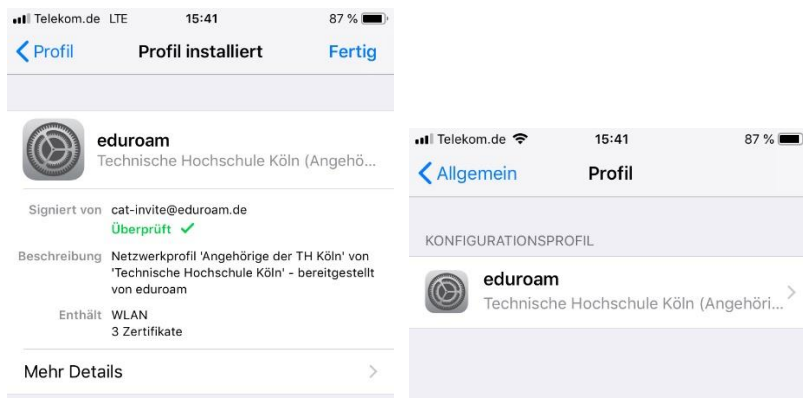 Telekom.de LTE 15:41 87 %
Profil Profil installiert Fertig
eduroam
Technische Hochschule Köln (Angehö...
Signiert von cat-invite@eduroam.de
Überprüft
Beschreibung Netzwerkprofil 'Angehörige der TH Köln' von
'Technische Hochschule Köln' - bereitgestellt
von eduroam
Enthält WLAN
3 Zertifikate
Mehr Details
Telekom.de 15:41 87 %
Allgemein Profil
KONFIGURATIONSPROFIL
eduroam
Technische Hochschule Köln (Angehöri...